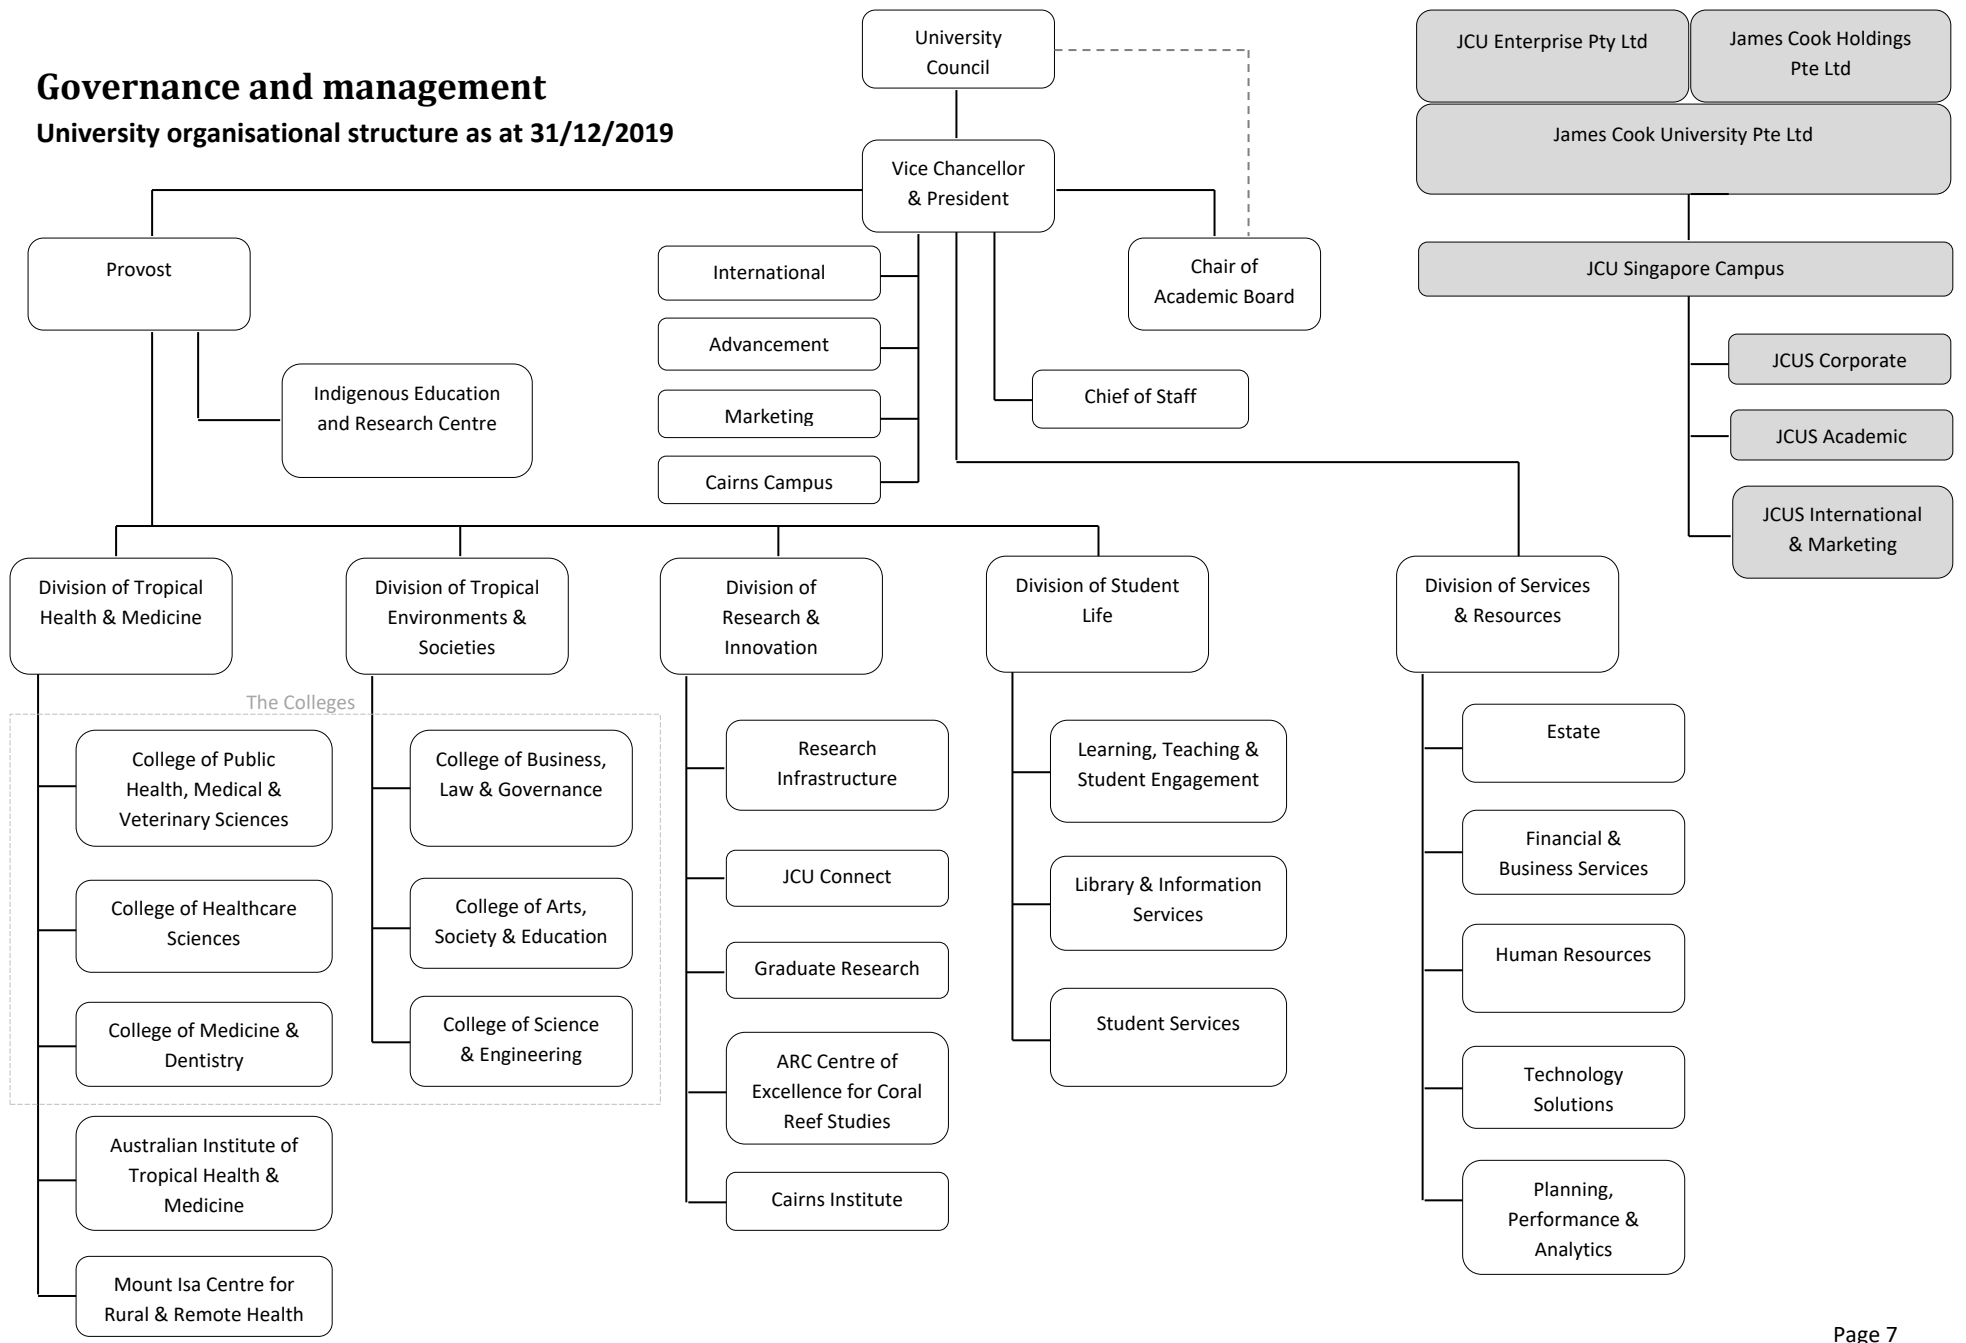 Governance and management
University organisational structure as at 31/12/2019
University
Council
Vice Chancellor
& President
JCU Enterprise Pty Ltd
James Cook Holdings
Pte Ltd
James Cook University Pte Ltd
JCU Singapore Campus
JCUS Corporate
JCUS Academic
JCUS International
& Marketing
Provost
Indigenous Education
and Research Centre
International
Advancement
Marketing
Cairns Campus
Chair of
Academic Board
Chief of Staff
Division of Tropical
Health & Medicine
Division of Tropical
Environments &
Societies
Division of
Research &
Innovation
Division of Student
Life
Division of Services
& Resources
The Colleges
College of Public
Health, Medical &
Veterinary Sciences
College of Healthcare
Sciences
College of Medicine &
Dentistry
Australian Institute of
Tropical Health &
Medicine
Mount Isa Centre for
Rural & Remote Health
College of Business,
Law & Governance
College of Arts,
Society & Education
College of Science
& Engineering
Research
Infrastructure
JCU Connect
Graduate Research
ARC Centre of
Excellence for Coral
Reef Studies
Cairns Institute
Learning, Teaching &
Student Engagement
Library & Information
Services
Student Services
Estate
Financial &
Business Services
Human Resources
Technology
Solutions
Planning,
Performance &
Analytics
Page 7